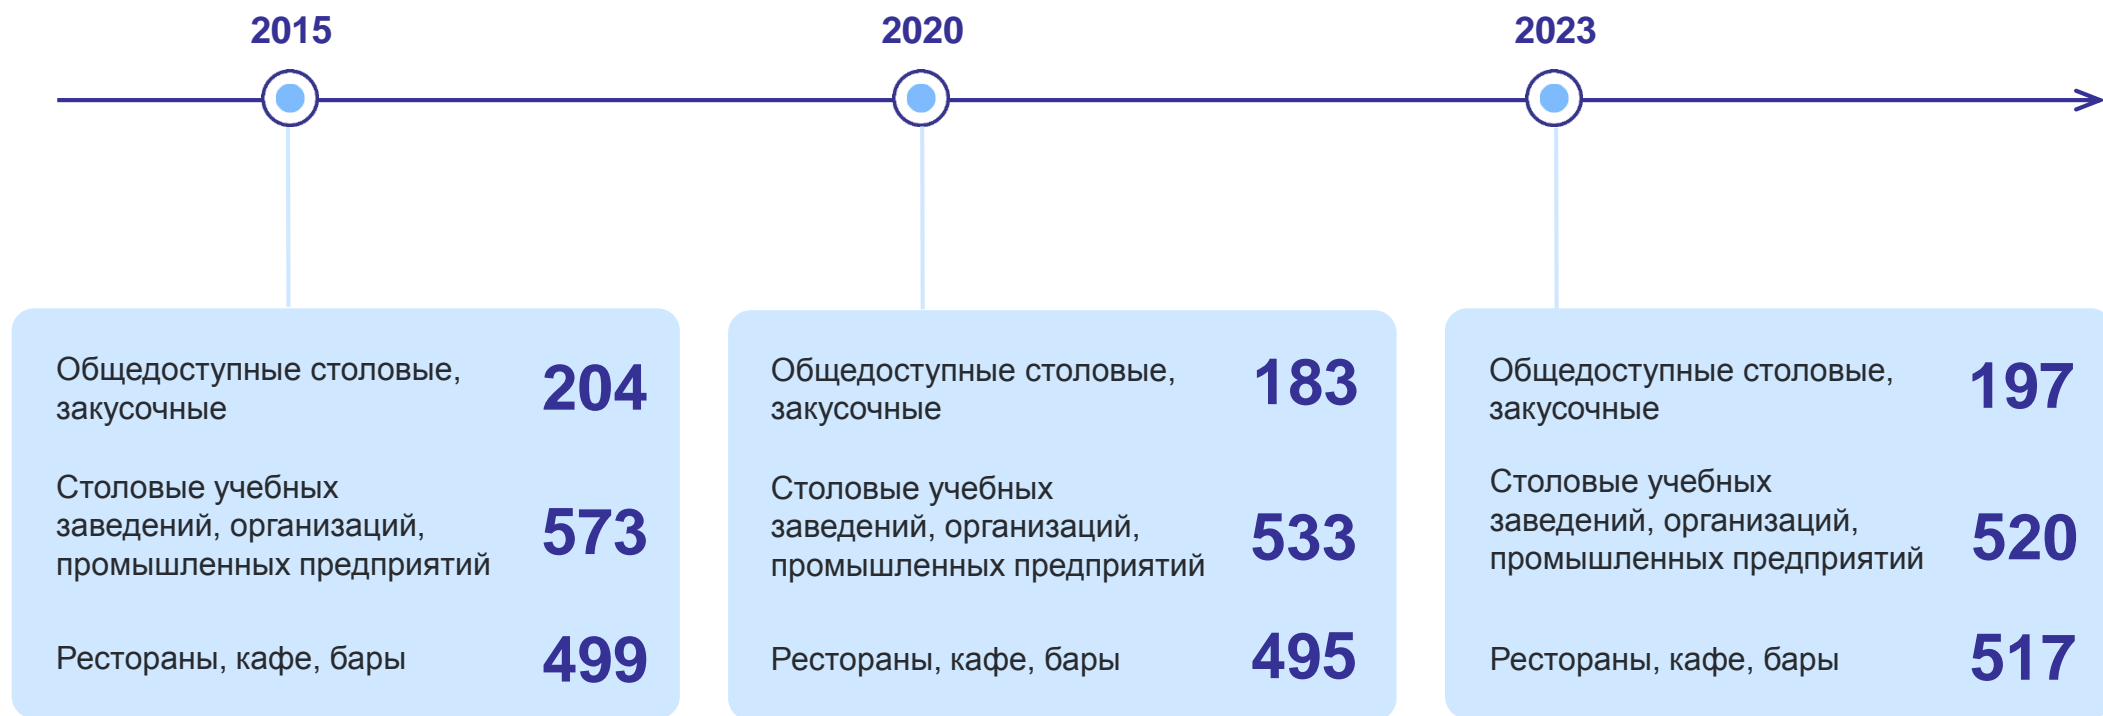 2015
2020
2023
Общедоступные столовые,
закусочные
204
Столовые учебных
заведений, организаций,
промышленных предприятий
573
Рестораны, кафе, бары
499
Общедоступные столовые,
закусочные
183
Столовые учебных
заведений, организаций,
промышленных предприятий
533
Рестораны, кафе, бары
495
Общедоступные столовые,
закусочные
197
Столовые учебных
заведений, организаций,
промышленных предприятий
520
Рестораны, кафе, бары
517